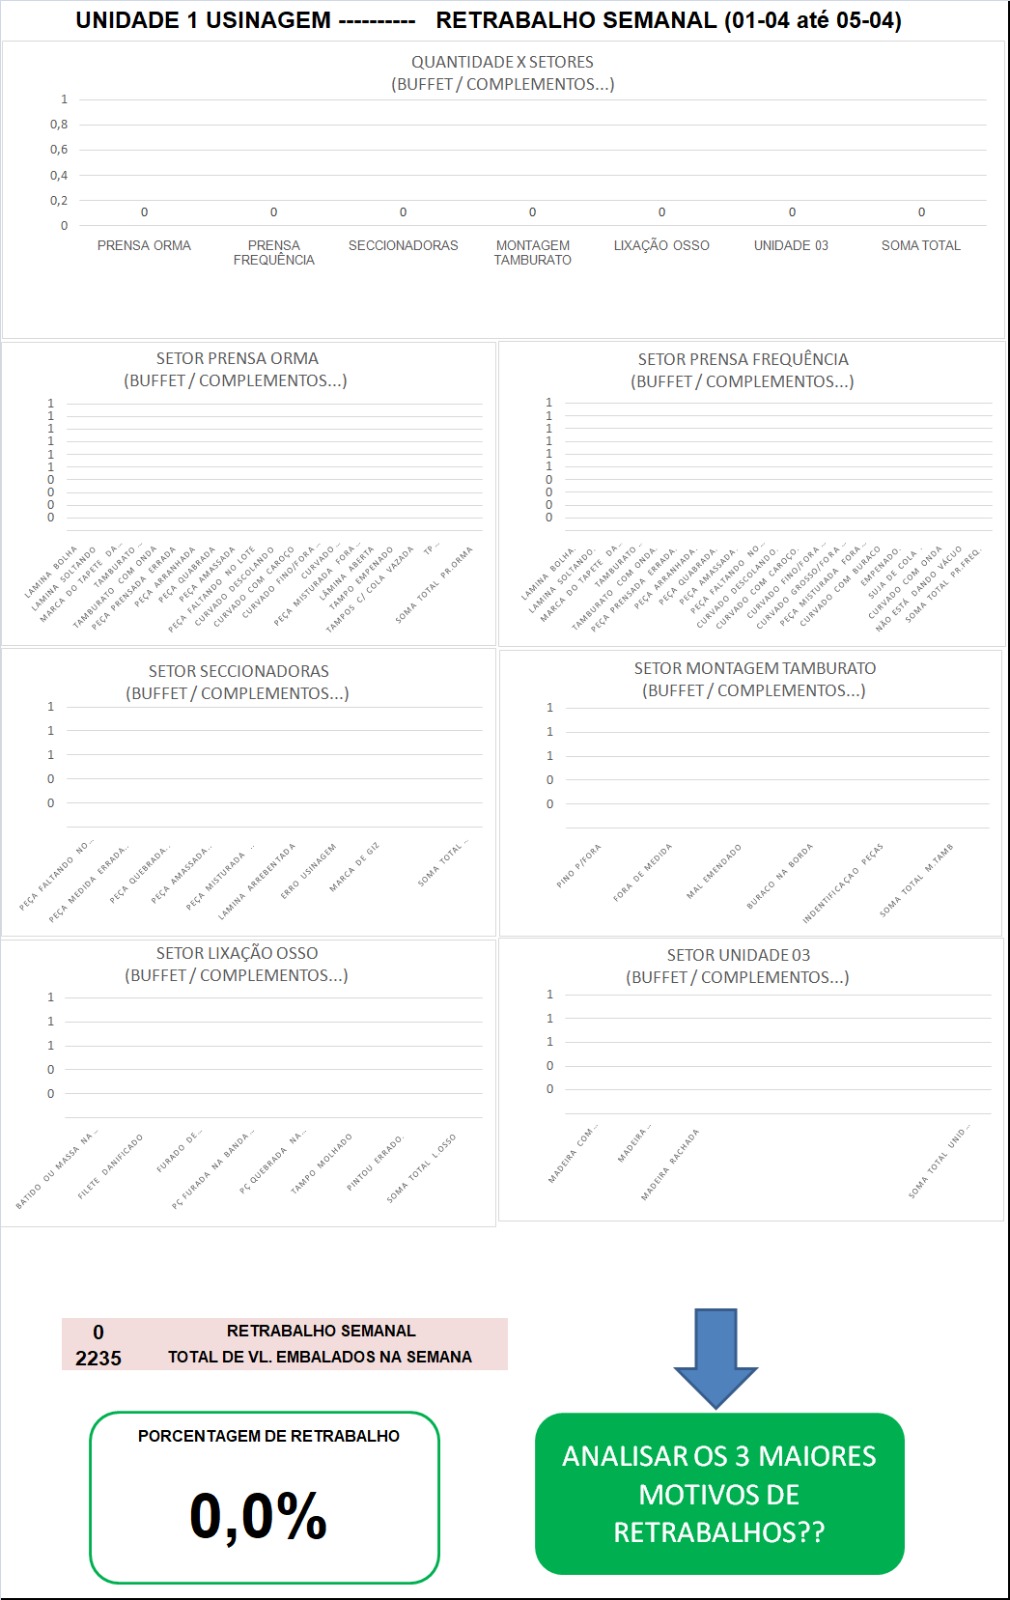 UNIDADE 1 USINAGEM ---------- RETRABALHO SEMANAL (01-04 até 05-04)
QUANTIDADE X SETORES
(BUFFET / COMPLEMENTOS...)
1
0,8
0,6
0,4
0,2
0
0 0 0 0 0 0 0
PRENSA ORMA
PRENSA
FREQUÊNCIA
SECCIONADORAS
MONTAGEM
TAMBURATO
LIXAÇÃO OSSO
UNIDADE 03
SOMA TOTAL
SETOR PRENSA ORMA
(BUFFET / COMPLEMENTOS...)
1
1
1
1
1
1
0
0
0
0
LAMINA BOLHA
LAMINA SOLTANDO
MARCA DO TAPETE DA...
TAMBURATO...
TAMBURATO COM ONDA
PEÇA PRENSADA ERRADA
PEÇA ARRANHADA
PEÇA QUABRADA
PEÇA AMASSADA
PEÇA FALTANDO NO LOTE
CURVADO DESCOLANDO
CURVADO COM CAROÇO
CURVADO FINO/FORA...
CURVADO...
PEÇA MISTURADA FORA...
LÂMINA ABERTA
TAMPO EMPENADO
TAMPOS C/ COLA VAZADA
TP...
SOMA TOTAL PR.ORMA
SETOR PRENSA FREQUÊNCIA
(BUFFET / COMPLEMENTOS...)
1
1
1
1
1
1
0
0
0
0
LAMINA BOLHA.
LAMINA SOLTANDO.
MARCA DO TAPETE DA...
TAMBURATO...
TAMBURATO COM ONDA.
PEÇA PRENSADA ERRADA.
PEÇA ARRANHADA.
PEÇA QUABRADA.
PEÇA AMASSADA.
PEÇA FALTANDO NO...
CURVADO DESCOLANDO.
CURVADO COM CAROÇO.
CURVADO FINO/FORA...
CURVADO GROSSO/FORA...
PEÇA MISTURADA FORA...
CURVADO COM BURACO
EMPENADO.
SUJA DE COLA .
CURVADO COM ONDA
NÃO ESTÁ DANDO VÁCUO
SOMA TOTAL PR.FREQ.
SETOR SECCIONADORAS
(BUFFET / COMPLEMENTOS...)
1
1
1
0
0
PEÇA FALTANDO NO...
PEÇA MEDIDA ERRADA..
PEÇA QUEBRADA..
PEÇA AMASSADA..
PEÇA MISTURADA ..
LAMINA ARREBENTADA
ERRO USINAGEM
MARCA DE GIZ
SOMA TOTAL...
SETOR MONTAGEM TAMBURATO
(BUFFET / COMPLEMENTOS...)
1
1
1
0
0
PINO P/FORA
FORA DE MEDIDA
MAL EMENDADO
BURACO NA BORDA
INDENTIFICAÇAO PEÇAS
SOMA TOTAL M.TAMB
SETOR LIXAÇÃO OSSO
(BUFFET / COMPLEMENTOS...)
1
1
1
0
0
BATIDO OU MASSA NA...
FILETE DANIFICADO
FURADO DE...
PÇ FURADA NA BANDA...
PÇ QUEBRADA NA...
TAMPO MOLHADO
PINTOU ERRADO.
SOMA TOTAL L.OSSO
SETOR UNIDADE 03
(BUFFET / COMPLEMENTOS...)
1
1
1
0
0
MADEIRA COM...
MADEIRA...
MADEIRA RACHADA
SOMA TOTAL UNID...
0 RETRABALHO SEMANAL
2235 TOTAL DE VL. EMBALADOS NA SEMANA
PORCENTAGEM DE RETRABALHO
0,0%
ANALISAR OS 3 MAIORES
MOTIVOS DE
RETRABALHOS??